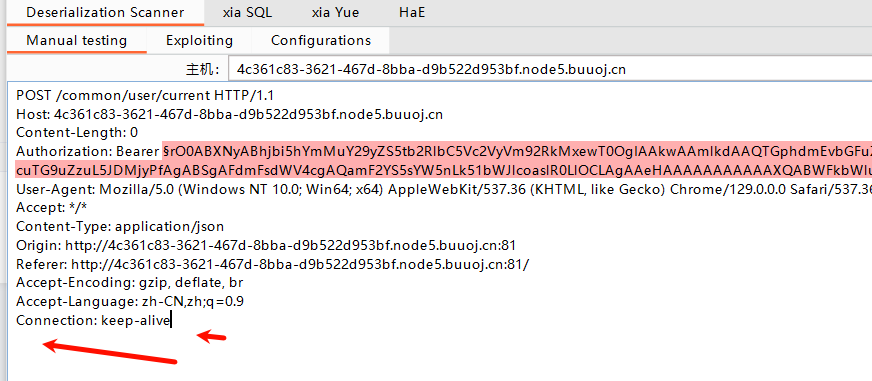 Deserialization Scanner xia SQL xia Yue HaE
Manual testing Exploiting Configurations
主机： 4c361c83-3621-467d-8bba-d9b522d953bf.node5.buuoj.cn
POST /common/user/current HTTP/1.1
Host: 4c361c83-3621-467d-8bba-d9b522d953bf.node5.buuoj.cn
Content-Length: 0
Authorization: Bearer
User-Agent: Mozilla/5.0 (Windows NT 10.0; Win64; x64) AppleWebKit/537.36 (KHTML, like Gecko) Chrome/129.0.0.0 Safari/537.36
Accept: */*
Content-Type: application/json
Origin: http://4c361c83-3621-467d-8bba-d9b522d953bf.node5.buuoj.cn:81
Referer: http://4c361c83-3621-467d-8bba-d9b522d953bf.node5.buuoj.cn:81/
Accept-Encoding: gzip, deflate, br
Accept-Language: zh-CN,zh;q=0.9
Connection: keep-alive